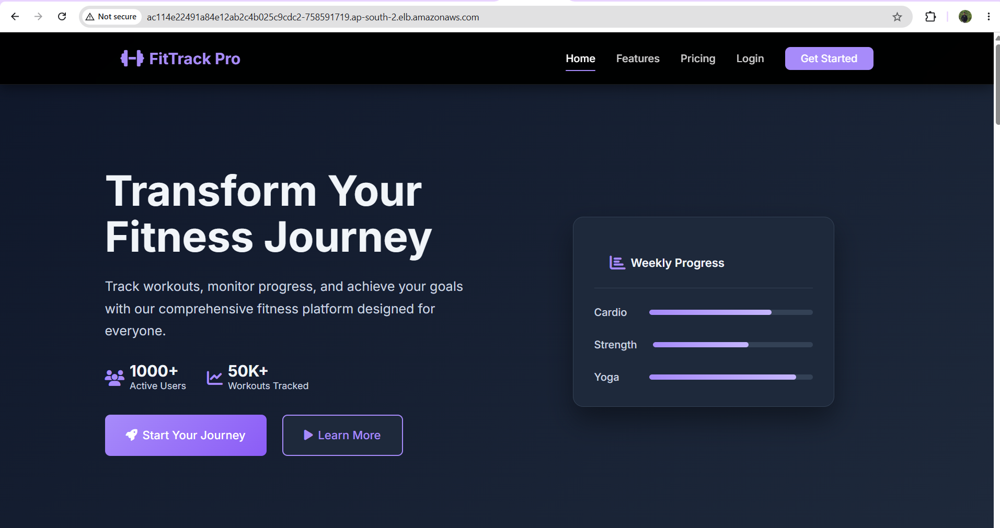 Not secure
ac114e22491a84e12ab2c4b025c9cdc2-758591719.ap-south-2.elb.amazonaws.com
FitTrack Pro
Home
Features
Pricing
Login
Get Started
Transform Your
Fitness Journey
Track workouts, monitor progress, and achieve your goals
with our comprehensive fitness platform designed for
everyone.
1000+
Active Users
50K+
Workouts Tracked
Start Your Journey
Learn More
Weekly Progress
Cardio
Strength
Yoga